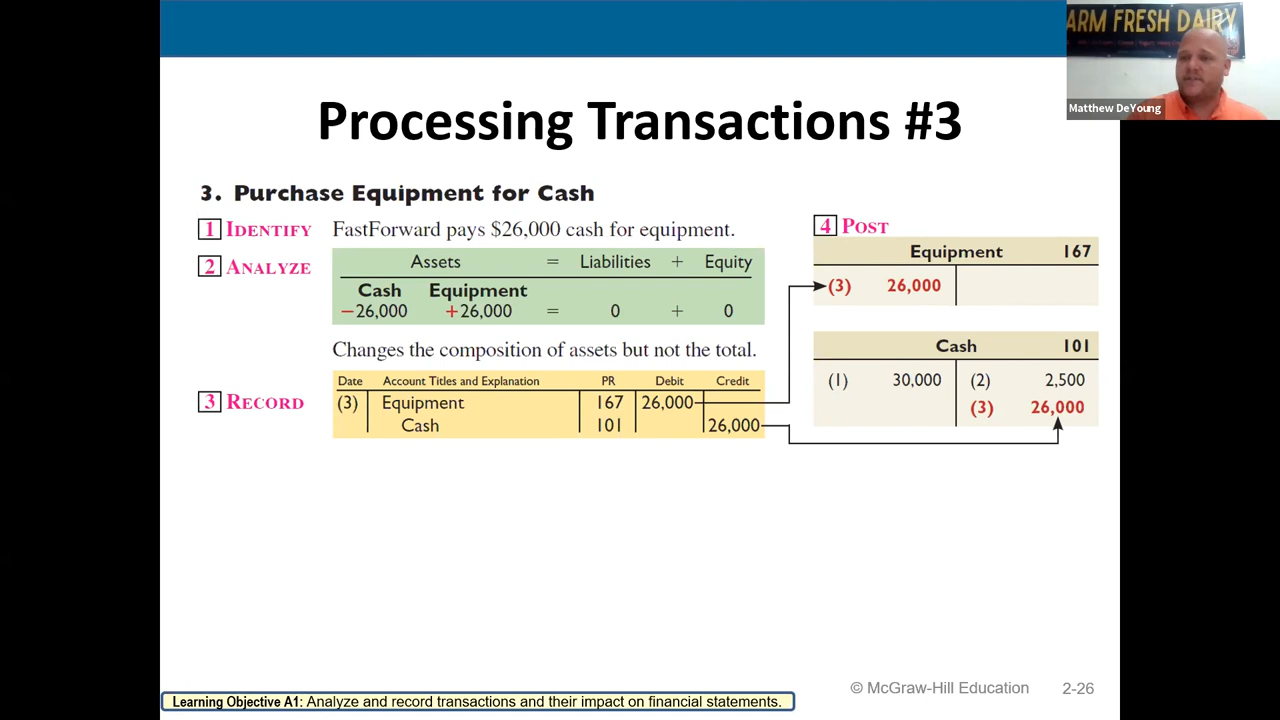 ARM FRESH DAIRY
Matthew DeYoung
Processing Transactions #3
3. Purchase Equipment for Cash
1 IDENTIFY FastForward pays $26,000 cash for equipment.
2 ANALYZE
Assets = Liabilities + Equity
Cash Equipment
−26,000 +26,000 = 0 + 0
Changes the composition of assets but not the total.
3 RECORD
Date Account Titles and Explanation PR Debit Credit
(3) Equipment 167 26,000
Cash 101 26,000
4 POST
Equipment 167
(3) 26,000
Cash 101
(1) 30,000 (2) 2,500
(3) 26,000
© McGraw-Hill Education 2-26
Learning Objective A1: Analyze and record transactions and their impact on financial statements.